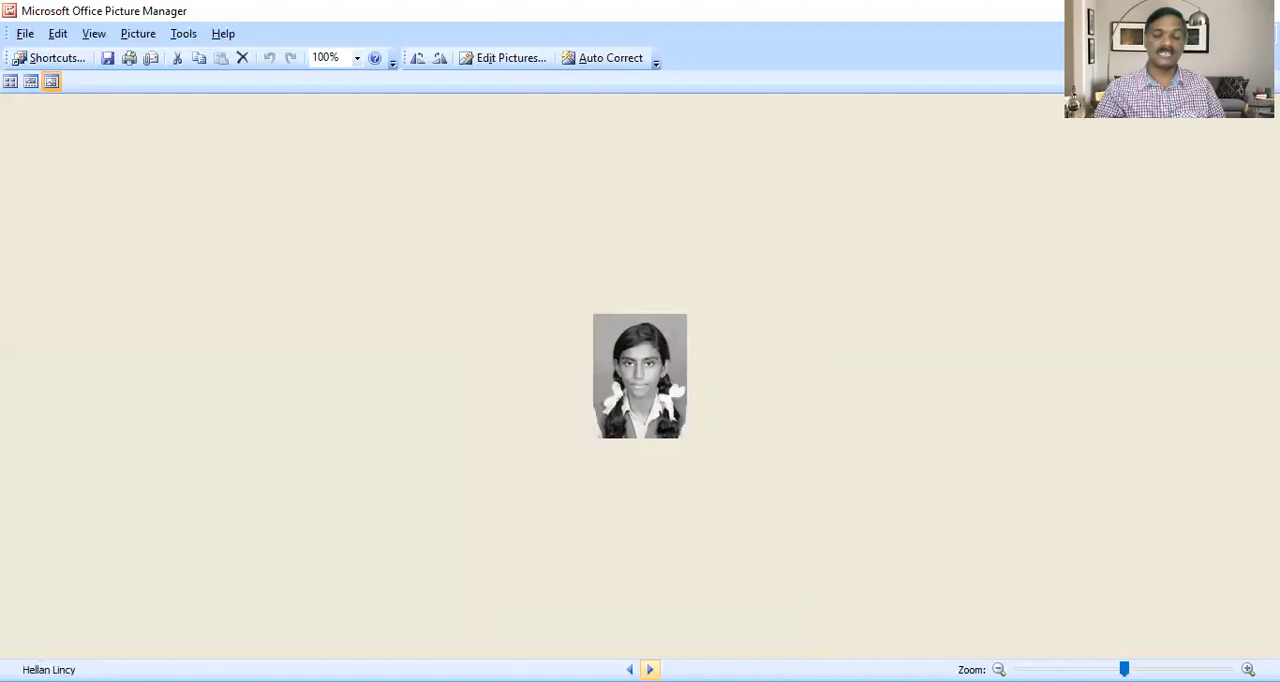 Microsoft Office Picture Manager
File Edit View Picture Tools Help
Shortcuts... 100% Edit Pictures... Auto Correct
Hellan Lincy Zoom: